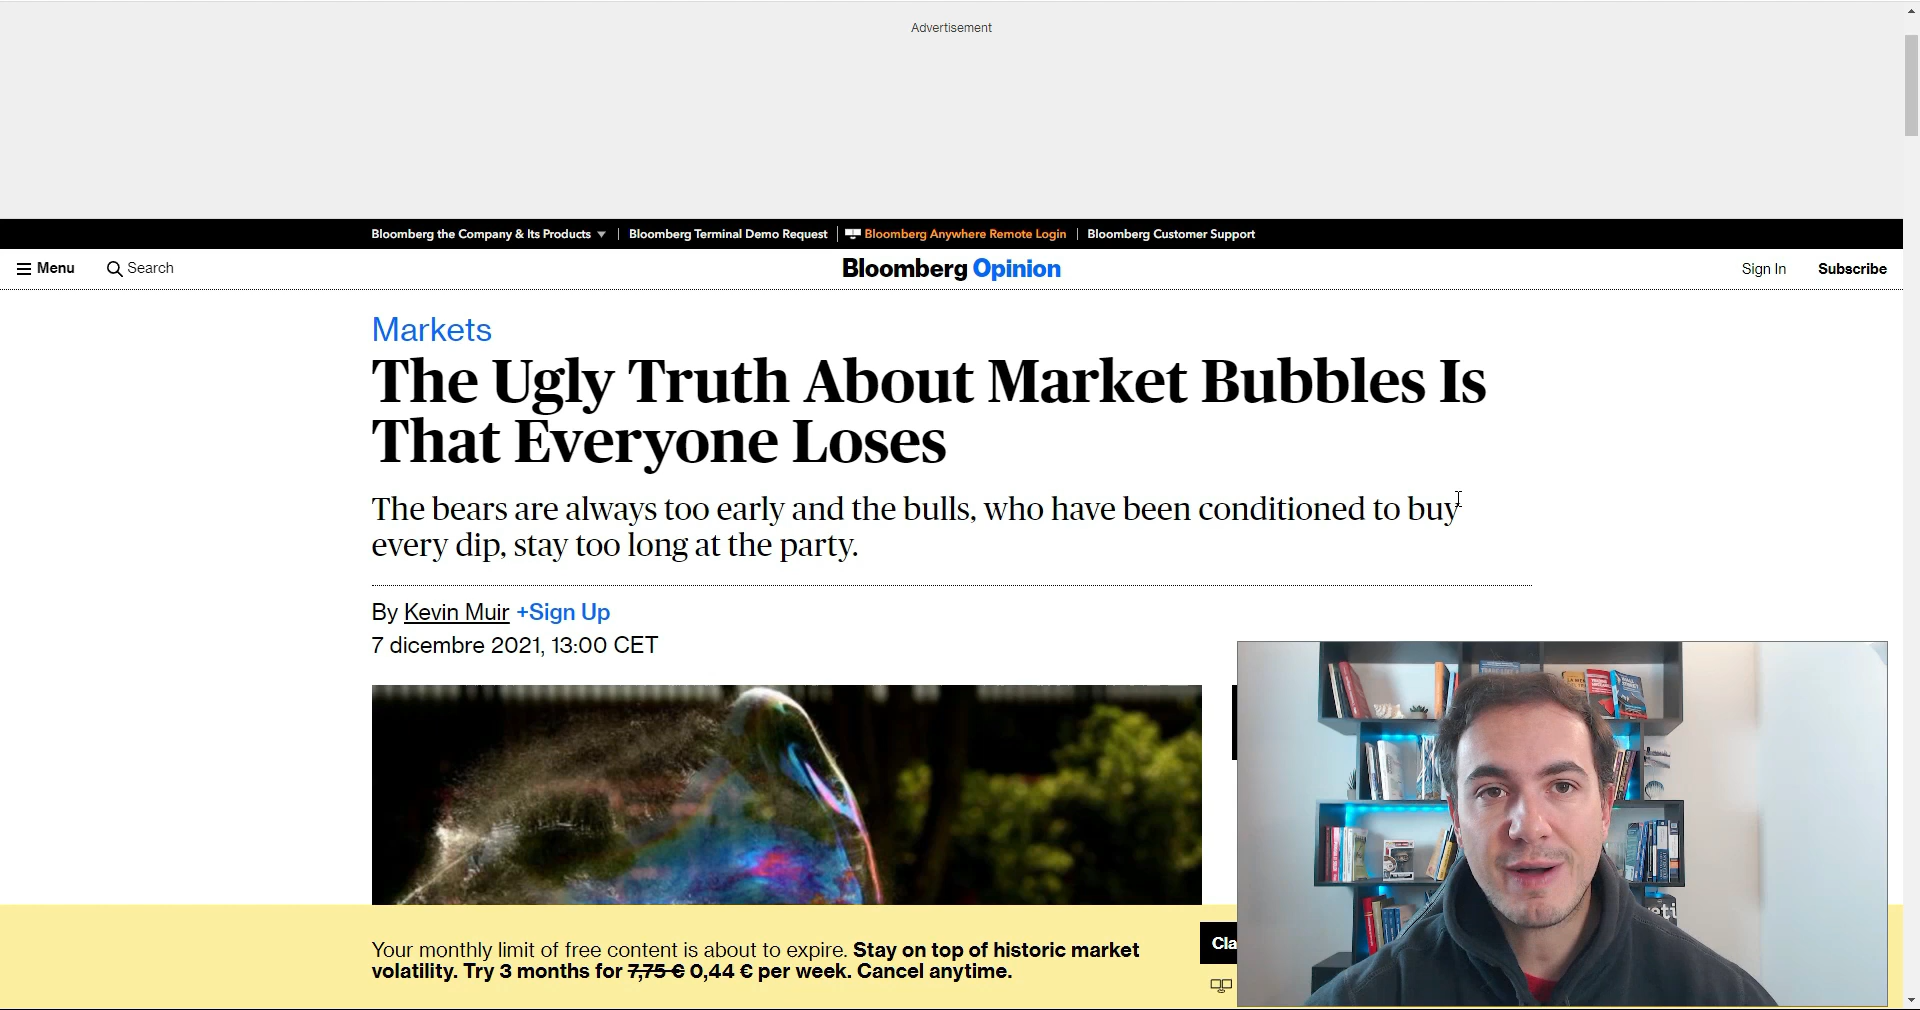 Advertisement
Bloomberg the Company & Its Products
Bloomberg Terminal Demo Request
Bloomberg Anywhere Remote Login
Bloomberg Customer Support
Menu
Search
Bloomberg Opinion
Sign In
Subscribe
Markets
The Ugly Truth About Market Bubbles Is
That Everyone Loses
The bears are always too early and the bulls, who have been conditioned to buy
every dip, stay too long at the party.
By Kevin Muir +Sign Up
7 dicembre 2021, 13:00 CET
Your monthly limit of free content is about to expire. Stay on top of historic market
volatility. Try 3 months for 7,75 € 0,44 € per week. Cancel anytime.
Cla